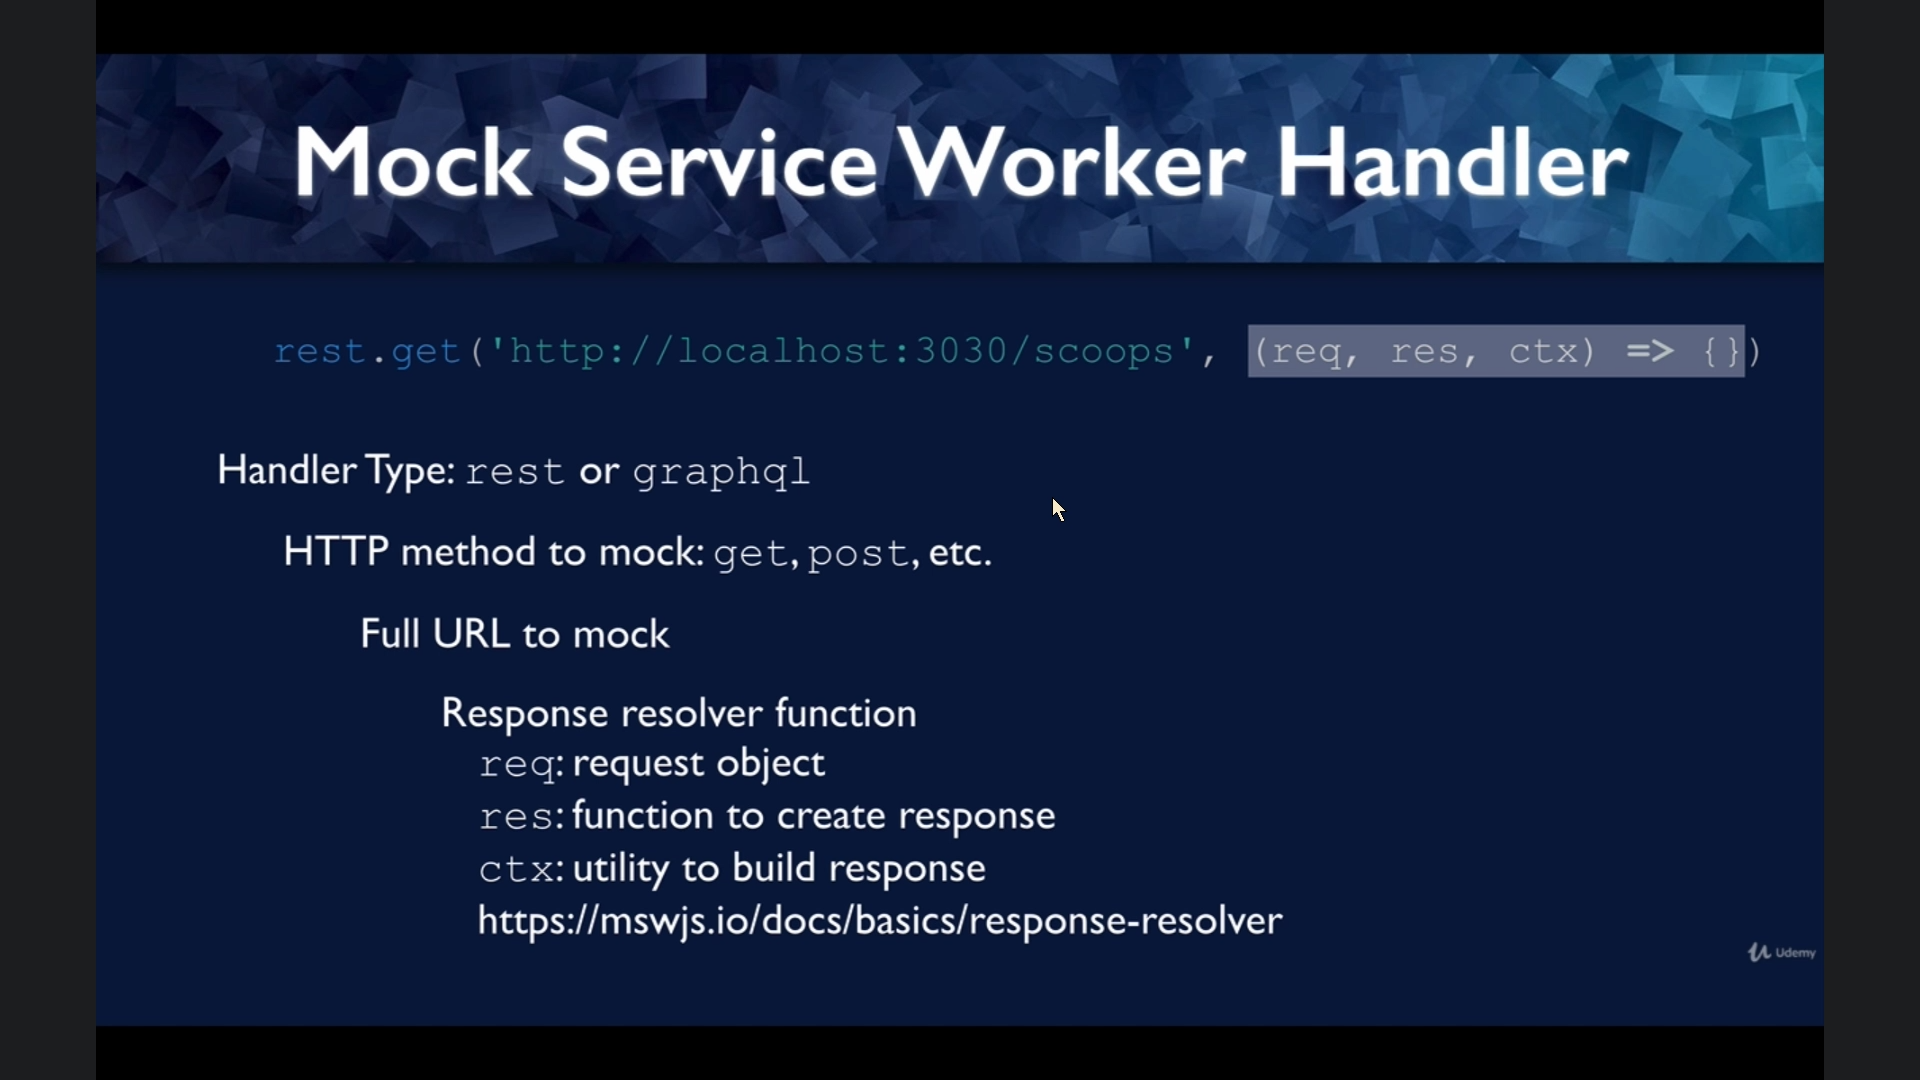 Mock Service Worker Handler
rest.get('http://localhost:3030/scoops', (req, res, ctx) => {})
Handler Type: rest or graphql
HTTP method to mock: get, post, etc.
Full URL to mock
Response resolver function
req: request object
res: function to create response
ctx: utility to build response
https://mswjs.io/docs/basics/response-resolver
Udemy